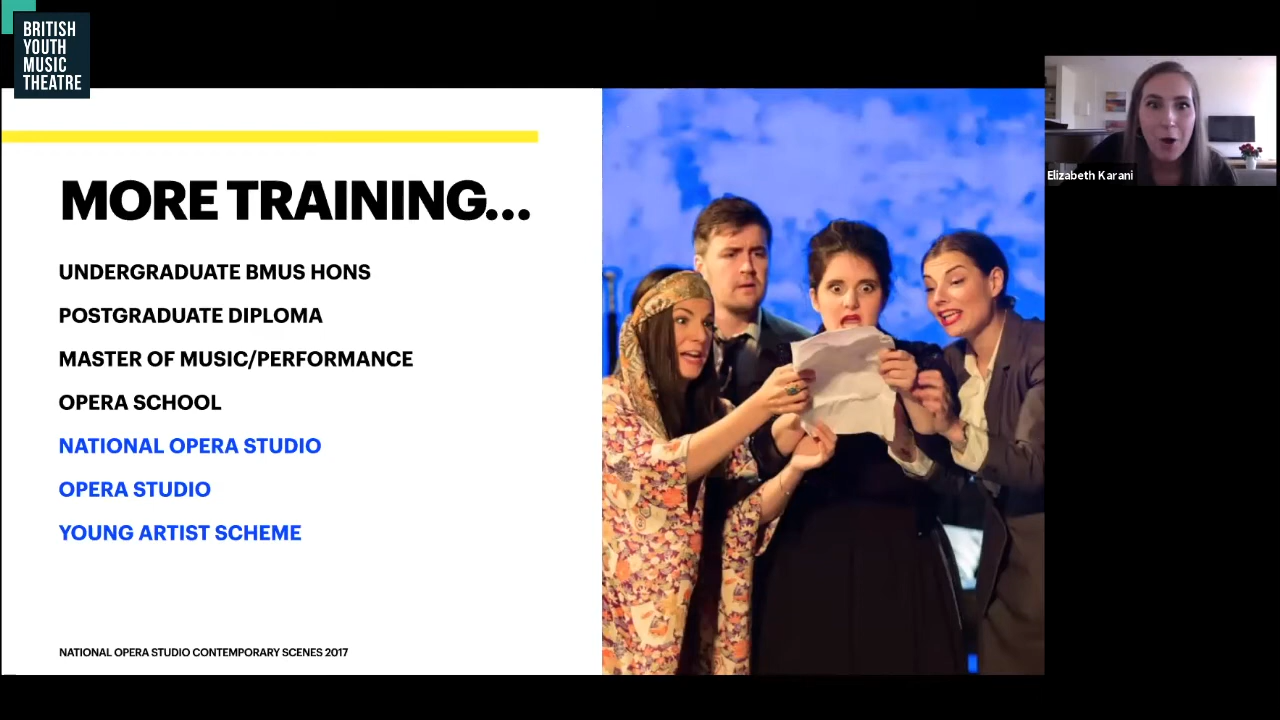 BRITISH
YOUTH
MUSIC
THEATRE
MORE TRAINING...
UNDERGRADUATE BMUS HONS
POSTGRADUATE DIPLOMA
MASTER OF MUSIC/PERFORMANCE
OPERA SCHOOL
NATIONAL OPERA STUDIO
OPERA STUDIO
YOUNG ARTIST SCHEME
NATIONAL OPERA STUDIO CONTEMPORARY SCENES 2017
Elizabeth Karani